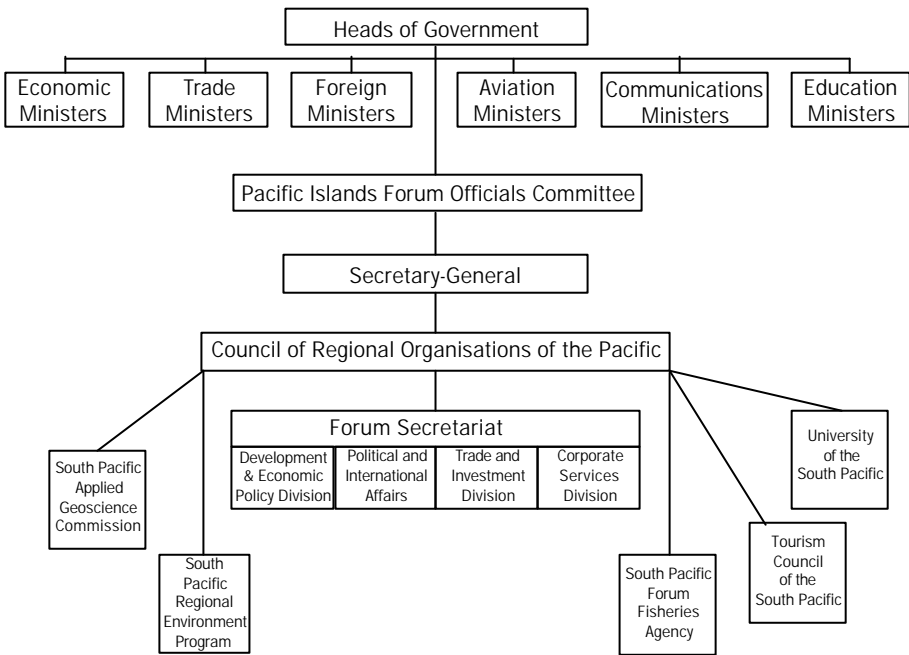 Heads of Government
Economic
Ministers
Trade
Ministers
Foreign
Ministers
Aviation
Ministers
Communications
Ministers
Education
Ministers
Pacific Islands Forum Officials Committee
Secretary-General
Council of Regional Organisations of the Pacific
Forum Secretariat
Development
& Economic
Policy Division
Political and
International
Affairs
Trade and
Investment
Division
Corporate
Services
Division
South Pacific
Applied
Geoscience
Commission
South
Pacific
Regional
Environment
Program
South Pacific
Forum
Fisheries
Agency
Tourism
Council
of the
South Pacific
University
of the
South Pacific